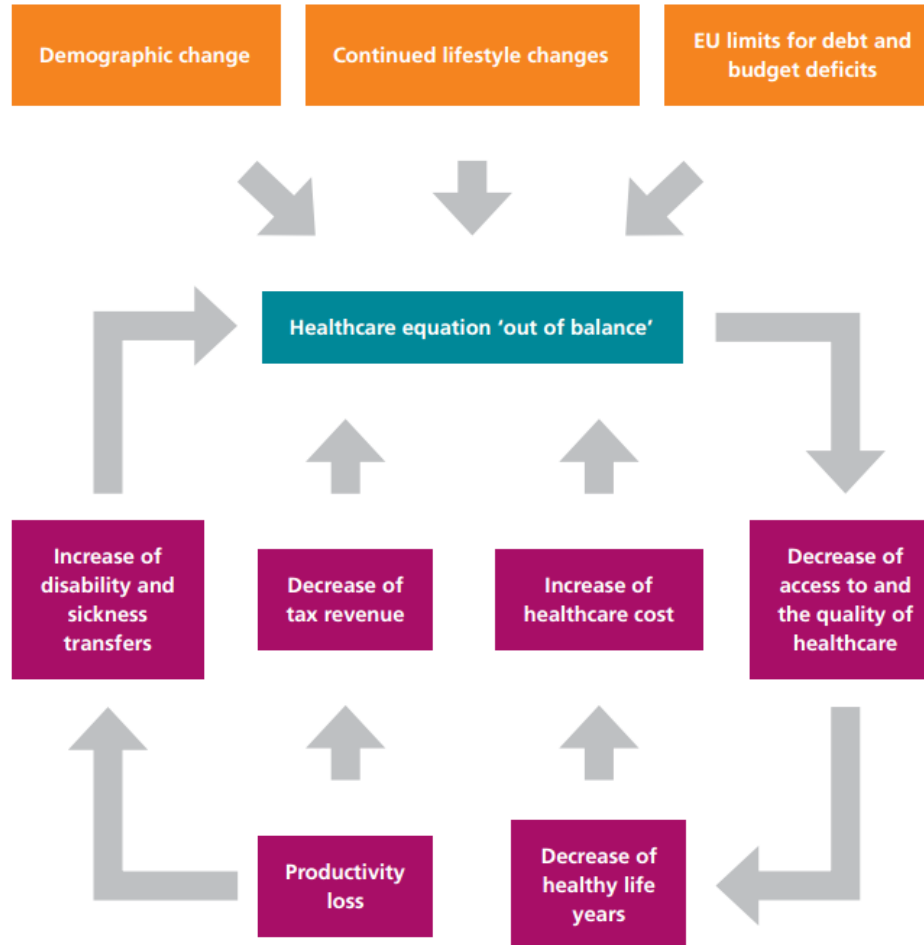 Demographic change
Continued lifestyle changes
EU limits for debt and
budget deficits
Healthcare equation ‘out of balance’
Increase of
disability and
sickness
transfers
Decrease of
tax revenue
Increase of
healthcare cost
Decrease of
access to and
the quality of
healthcare
Productivity
loss
Decrease of
healthy life
years